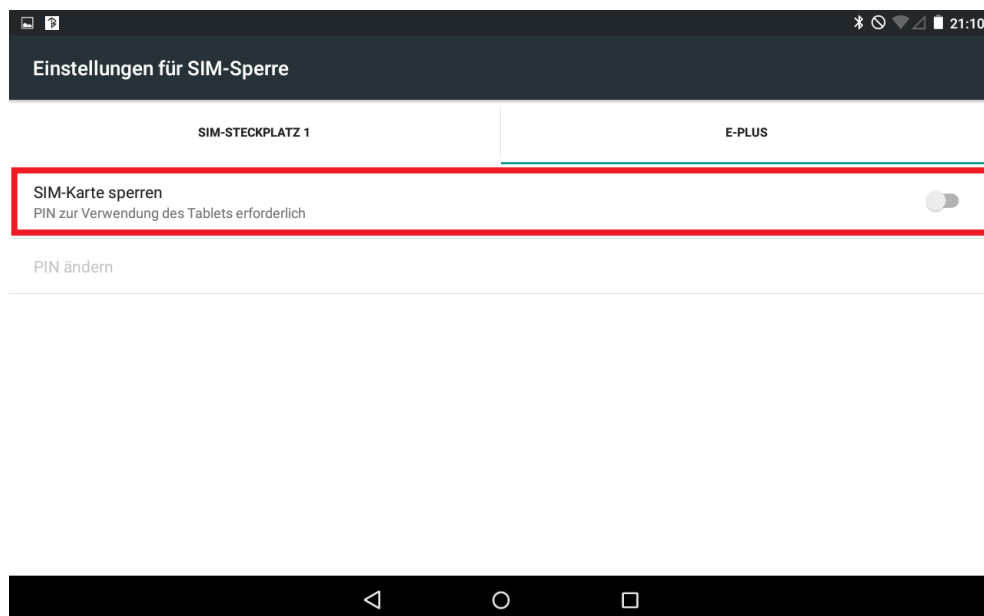 21:10
Einstellungen für SIM-Sperre
SIM-STECKPLATZ 1
E-PLUS
SIM-Karte sperren
PIN zur Verwendung des Tablets erforderlich
PIN ändern